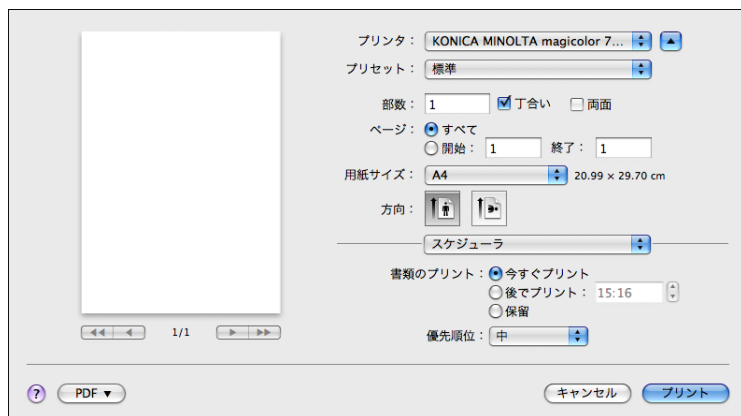 プリンタ： KONICA MINOLTA magicolor 7...
プリセット： 標準
部数： 1 丁合い 両面
ページ： すべて
開始： 1 終了： 1
用紙サイズ： A4 20.99 × 29.70 cm
方向：
スケジューラ
書類のプリント： 今すぐプリント
後でプリント： 15:16
保留
1/1
優先順位： 中
? PDF ▼ キャンセル プリント